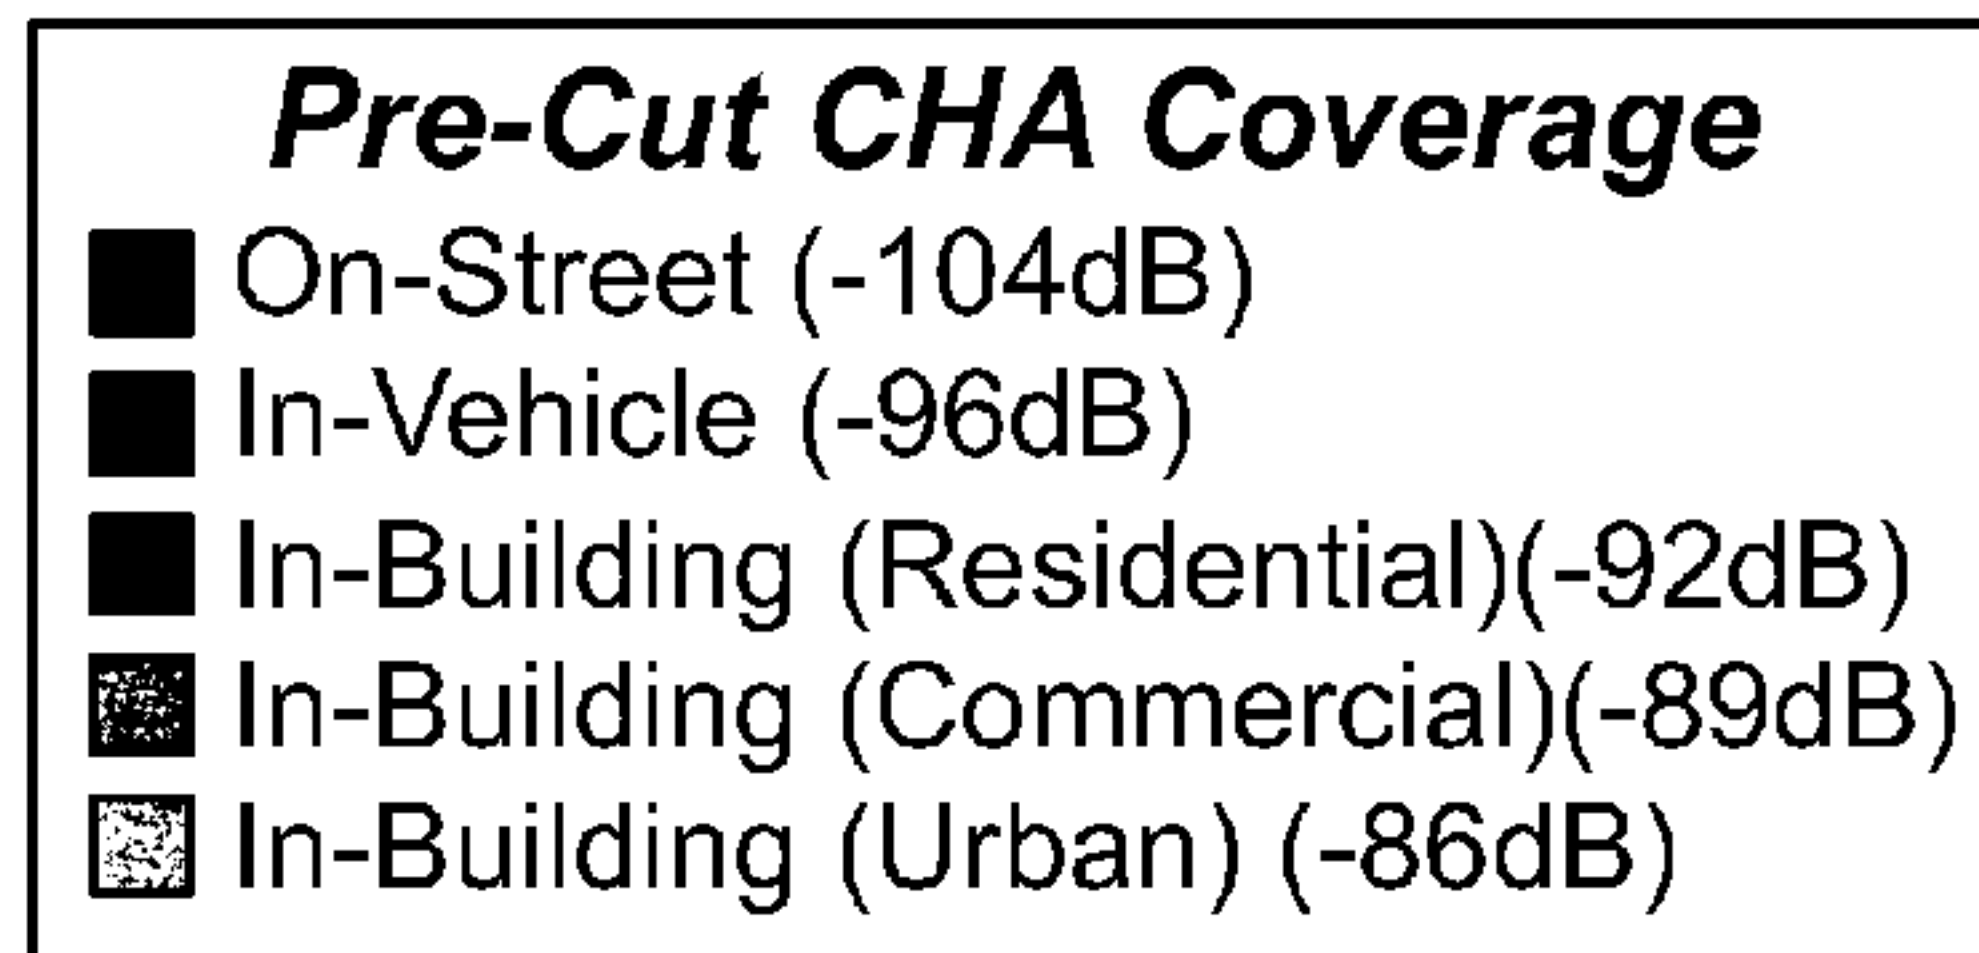 Pre-Cut CHA Coverage
On-Street (-104dB)
In-Vehicle (-96dB)
In-Building (Residential)(-92dB)
In-Building (Commercial)(-89dB)
In-Building (Urban) (-86dB)